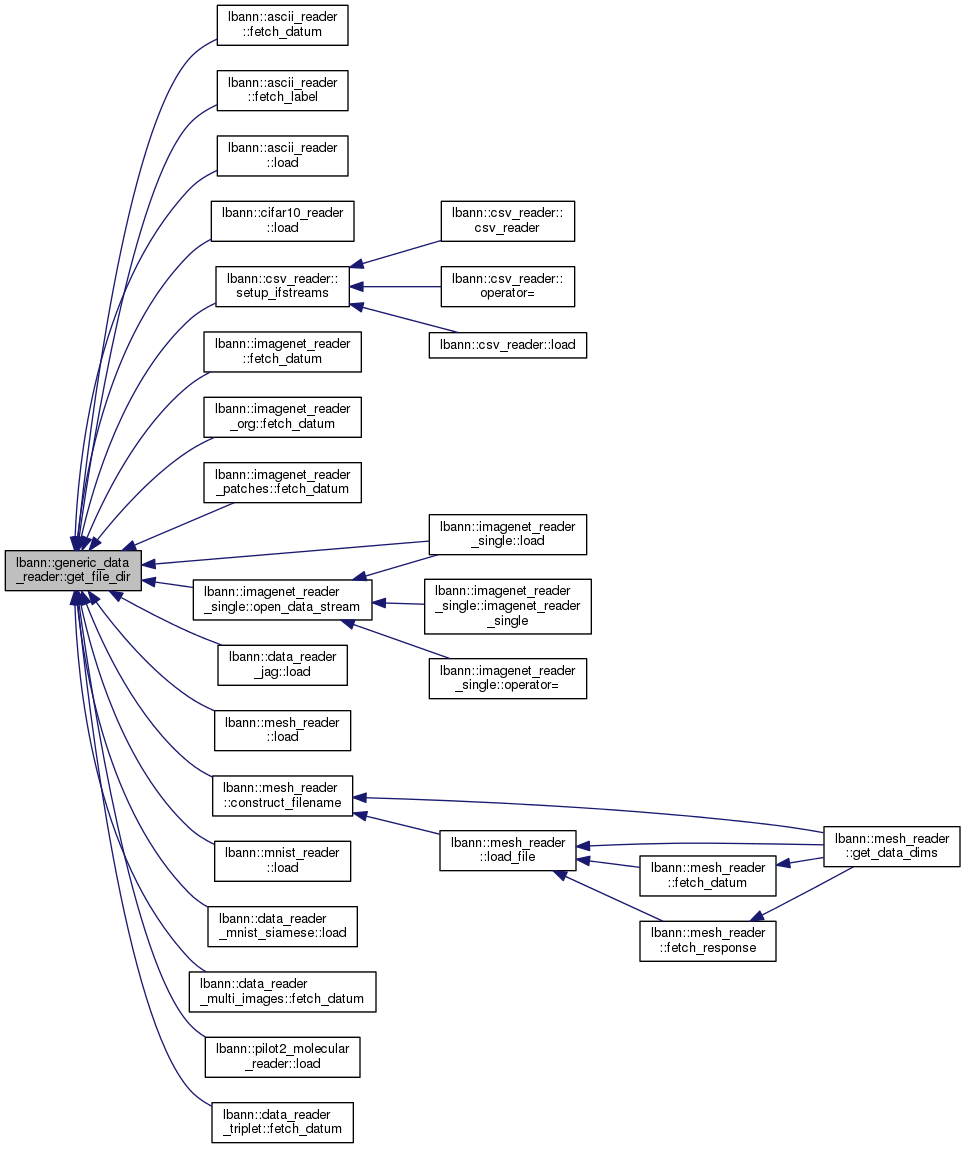 lbann::ascii_reader
::fetch_datum
lbann::ascii_reader
::fetch_label
lbann::ascii_reader
::load
lbann::cifar10_reader
::load
lbann::csv_reader::
csv_reader
lbann::csv_reader::
setup_ifstreams
lbann::csv_reader::
operator=
lbann::csv_reader::load
lbann::imagenet_reader
::fetch_datum
lbann::imagenet_reader
_org::fetch_datum
lbann::imagenet_reader
_patches::fetch_datum
lbann::imagenet_reader
_single::load
lbann::generic_data
_reader::get_file_dir
lbann::imagenet_reader
_single::open_data_stream
lbann::imagenet_reader
_single::imagenet_reader
_single
lbann::data_reader
_jag::load
lbann::imagenet_reader
_single::operator=
lbann::mesh_reader
::load
lbann::mesh_reader
::construct_filename
lbann::mesh_reader
::load_file
lbann::mesh_reader
::get_data_dims
lbann::mnist_reader
::load
lbann::mesh_reader
::fetch_datum
lbann::data_reader
_mnist_siamese::load
lbann::mesh_reader
::fetch_response
lbann::data_reader
_multi_images::fetch_datum
lbann::pilot2_molecular
_reader::load
lbann::data_reader
_triplet::fetch_datum